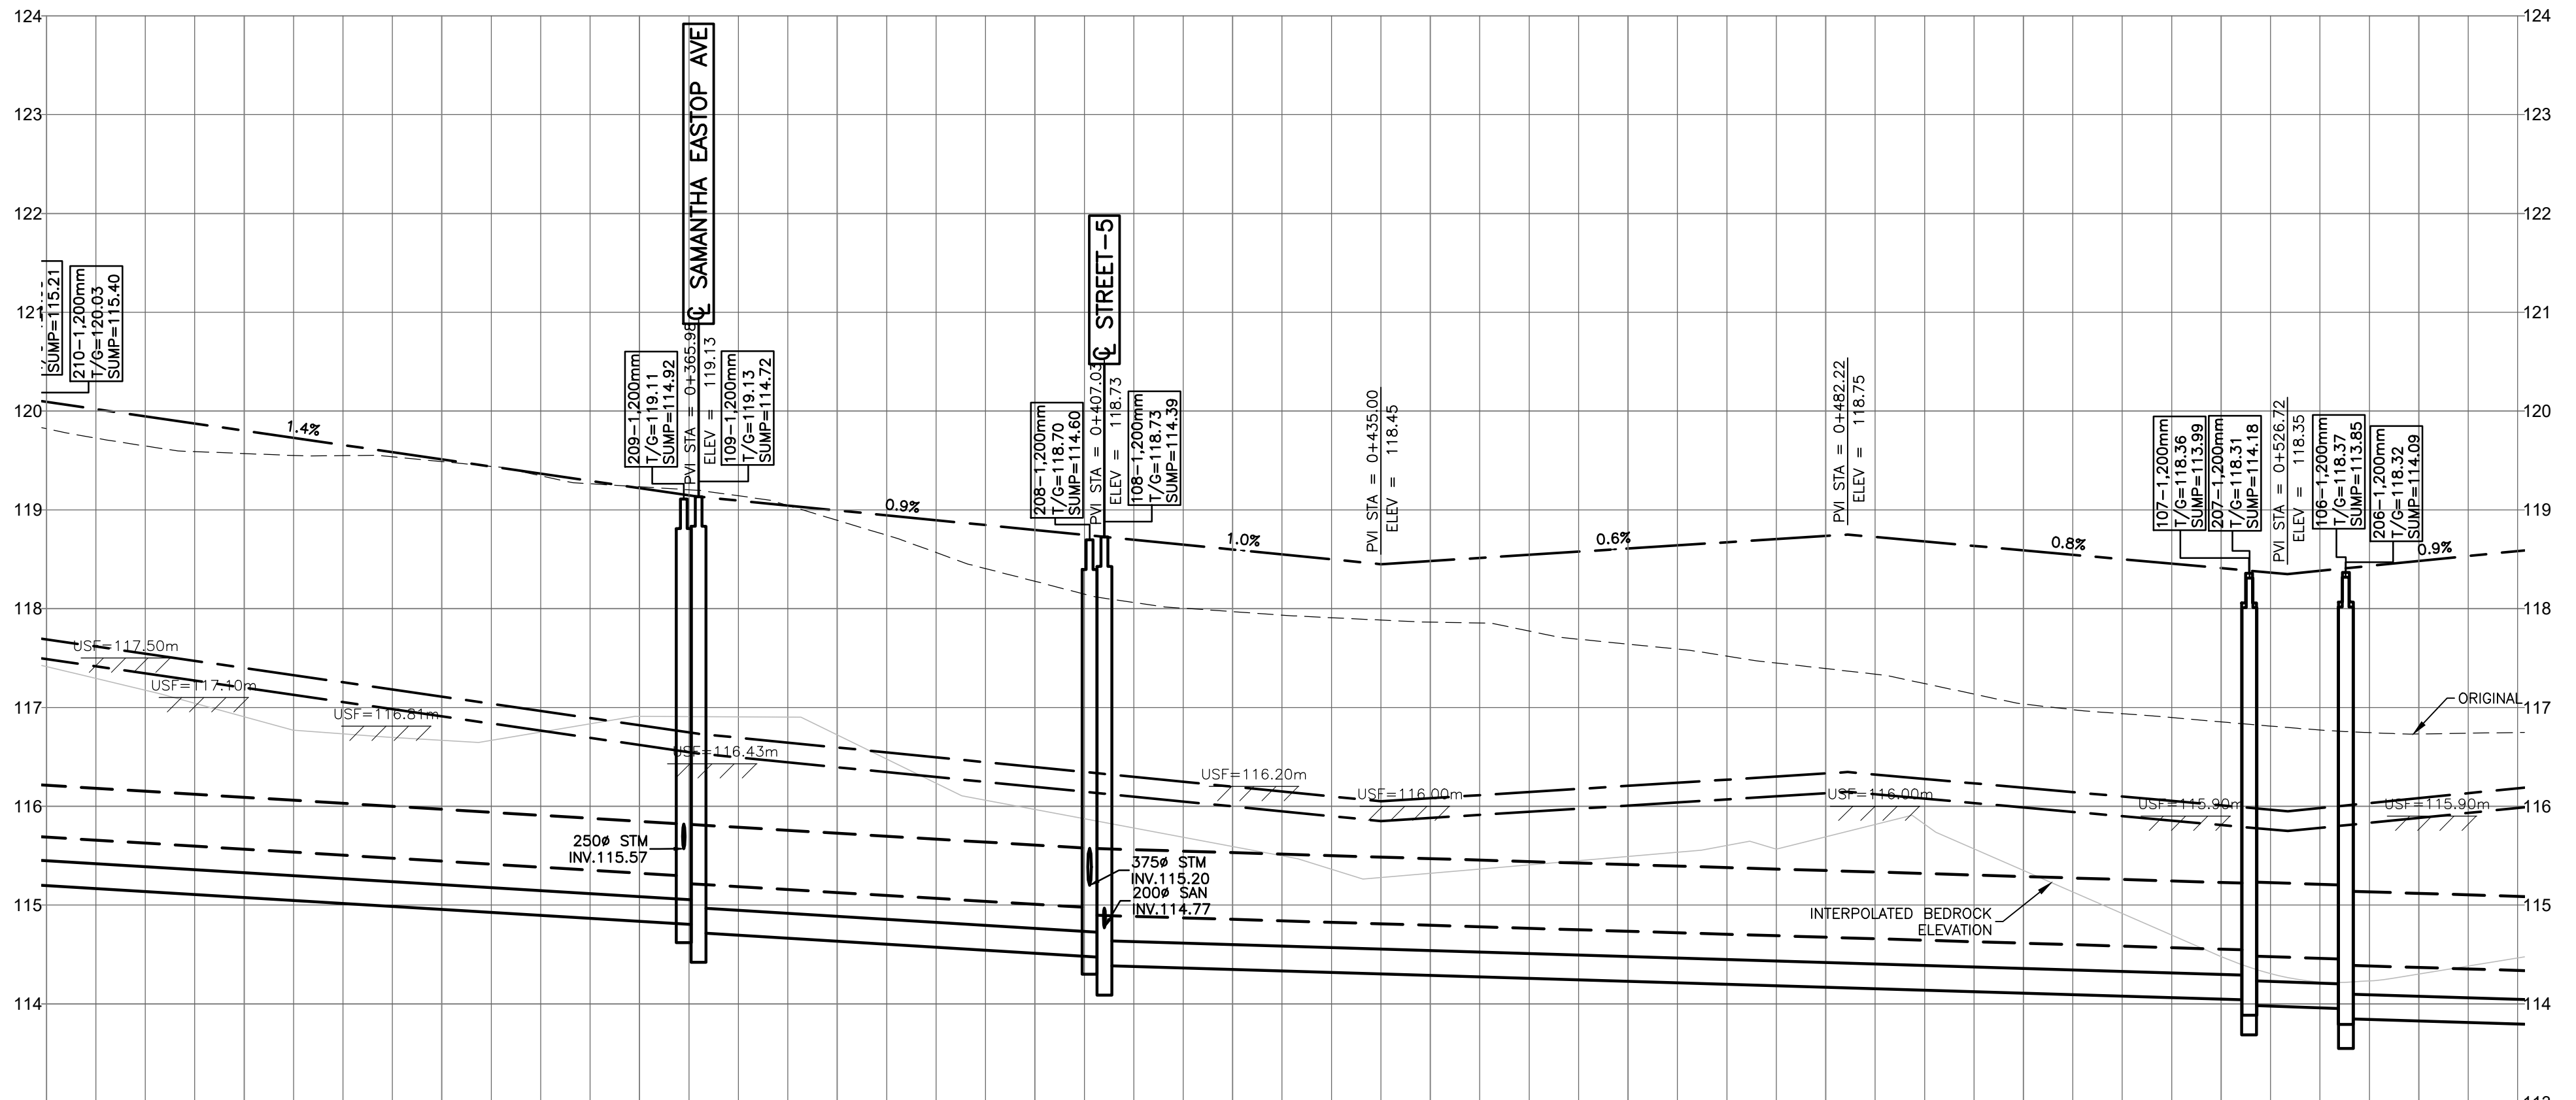 124
124
123
123
122
122
121
121
120
120
119
119
118
118
117
117
116
116
115
115
114
114
SUMP=115.21
210-1,200mm
T/G=120.03
SUMP=115.40
1.4%
℄ SAMANTHA EASTOP AVE
209-1,200mm
T/G=119.11
SUMP=114.92
PVI STA = 0+365.98
ELEV = 119.13
109-1,200mm
T/G=119.13
SUMP=114.72
0.9%
℄ STREET-5
208-1,200mm
T/G=118.70
SUMP=114.60
PVI STA = 0+407.03
ELEV = 118.73
108-1,200mm
T/G=118.73
SUMP=114.39
1.0%
PVI STA = 0+435.00
ELEV = 118.45
0.6%
PVI STA = 0+482.22
ELEV = 118.75
0.8%
107-1,200mm
T/G=118.36
SUMP=113.99
207-1,200mm
T/G=118.31
SUMP=114.18
PVI STA = 0+526.72
ELEV = 118.35
106-1,200mm
T/G=118.37
SUMP=113.85
206-1,200mm
T/G=118.32
SUMP=114.09
0.9%
USF=117.50m
USF=117.10m
USF=116.81m
USF=116.43m
USF=116.20m
USF=116.00m
USF=116.00m
USF=115.90m
USF=115.90m
ORIGINAL
250ø STM
INV.115.57
375ø STM
INV.115.20
200ø SAN
INV.114.77
INTERPOLATED BEDROCK
ELEVATION